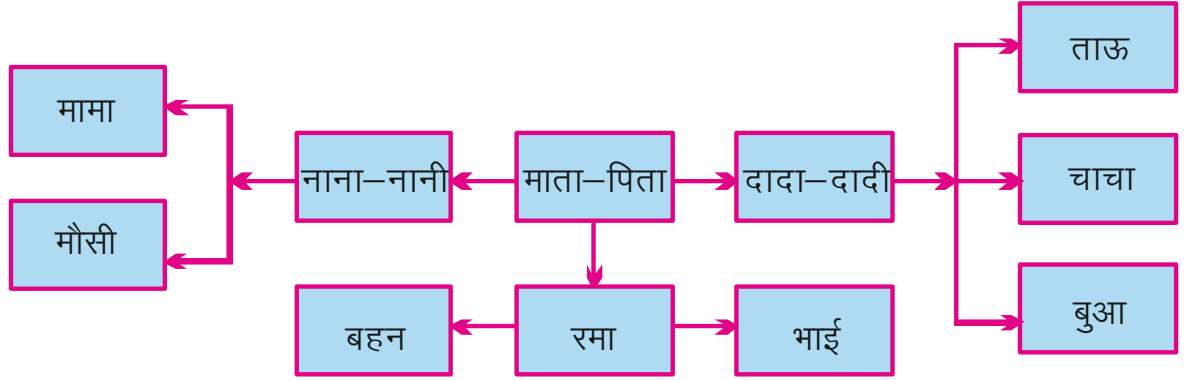 ताऊ
मामा
नाना–नानी
माता–पिता
दादा–दादी
चाचा
मौसी
बहन
रमा
भाई
बुआ